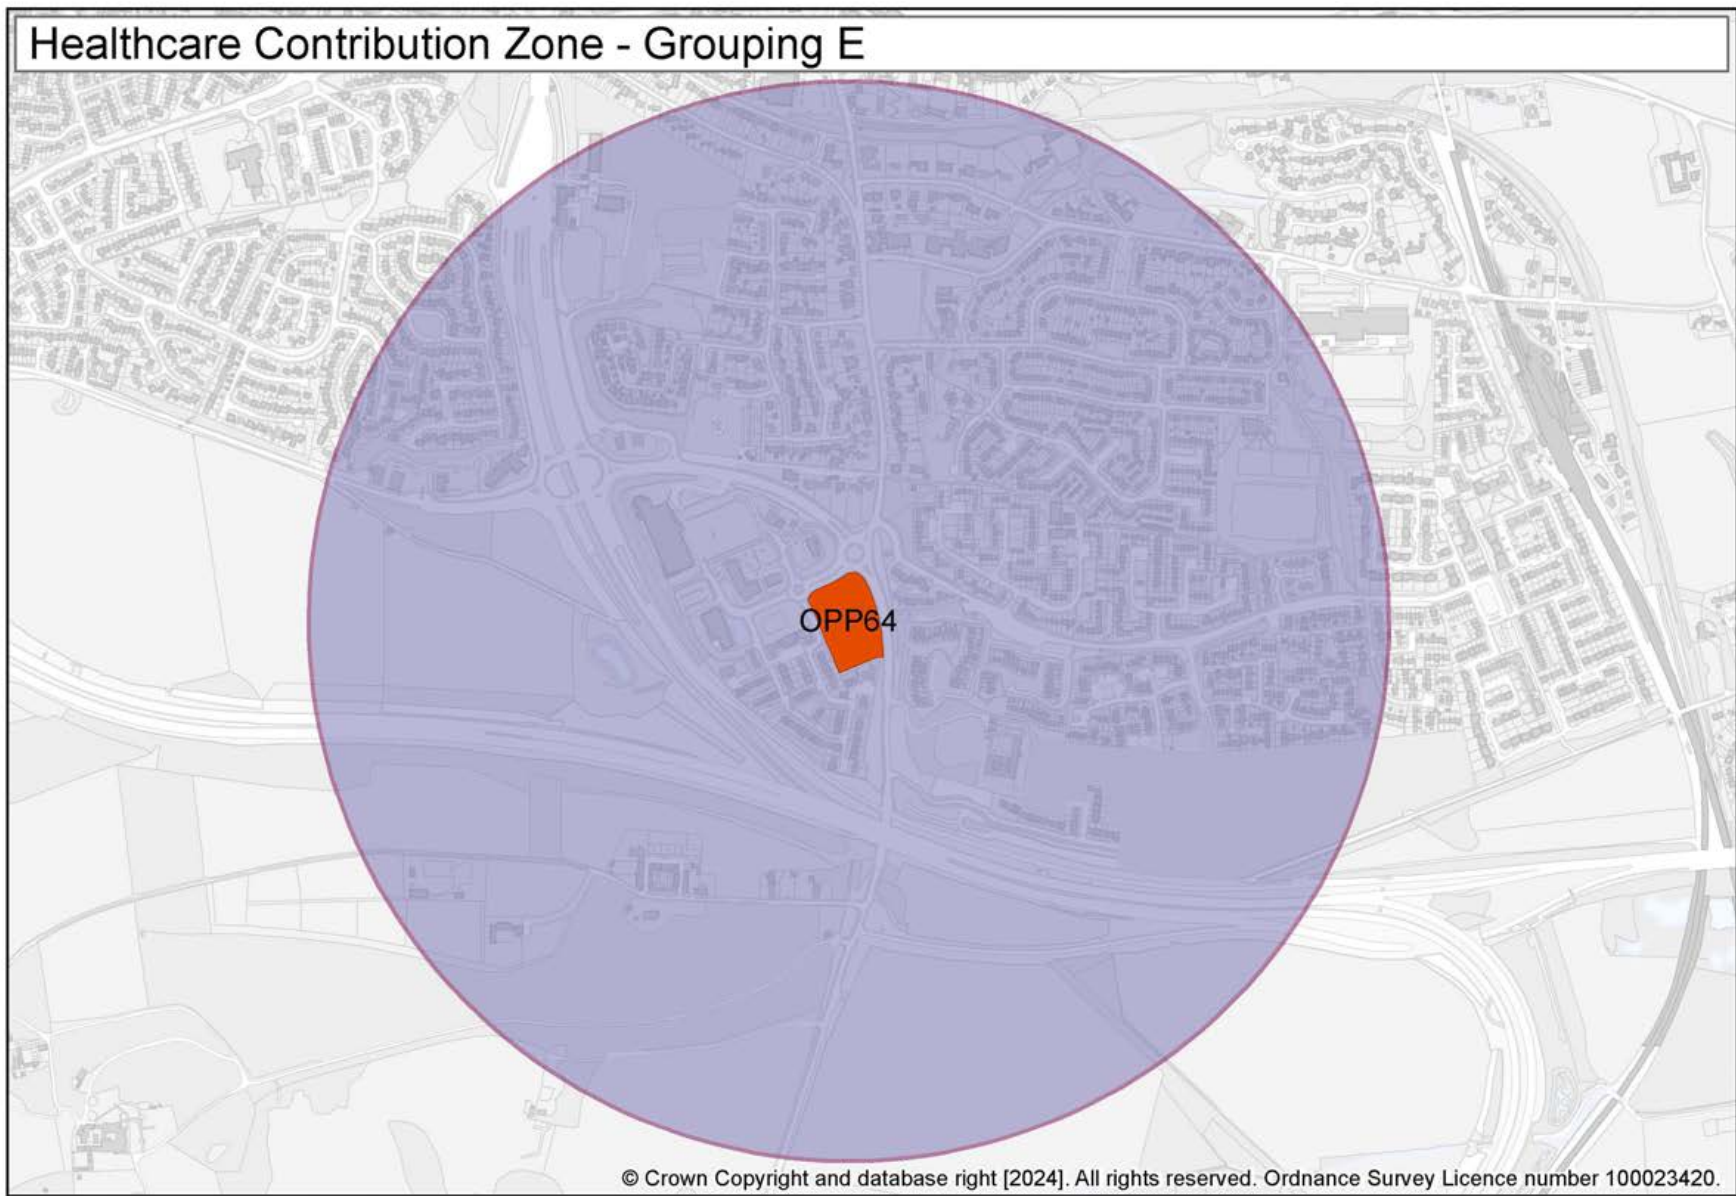 Healthcare Contribution Zone - Grouping E
OPP64
© Crown Copyright and database right [2024]. All rights reserved. Ordnance Survey Licence number 100023420.